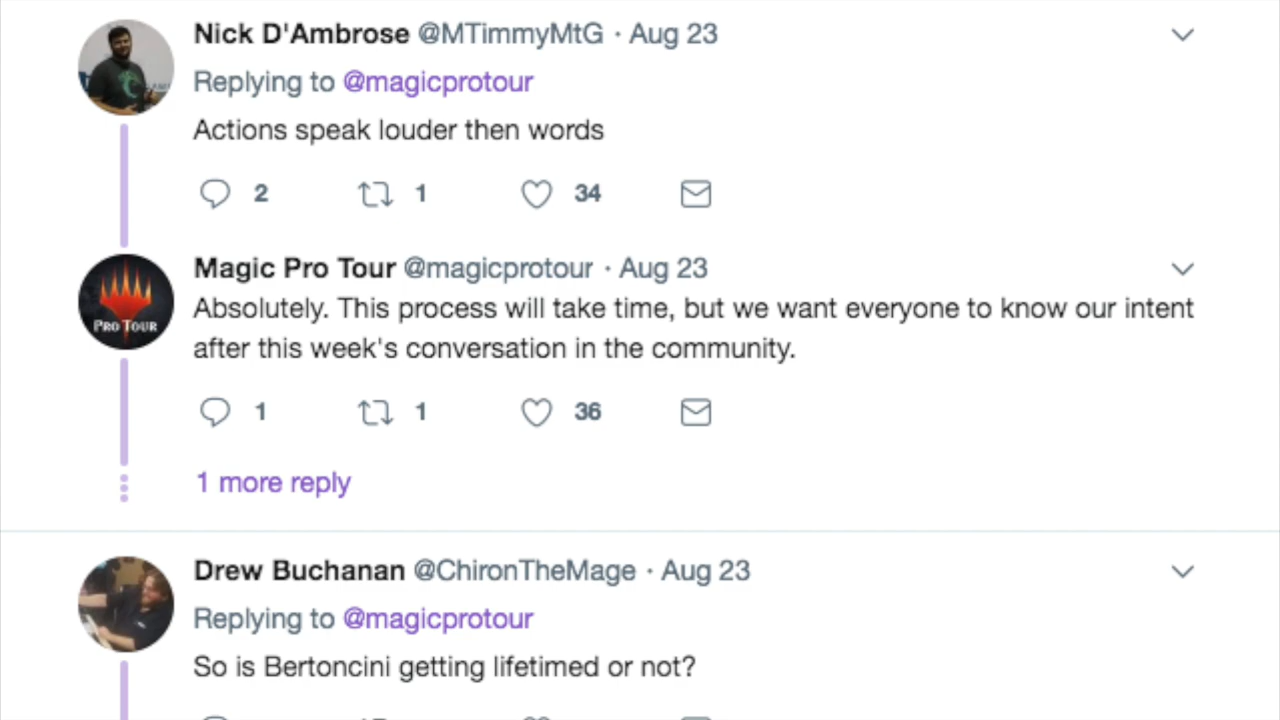 Nick D'Ambrose @MTimmyMtG · Aug 23
Replying to @magicprotour
Actions speak louder then words
2 1 34
Magic Pro Tour @magicprotour · Aug 23
PRO TOUR
Absolutely. This process will take time, but we want everyone to know our intent
after this week's conversation in the community.
1 1 36
1 more reply
Drew Buchanan @ChironTheMage · Aug 23
Replying to @magicprotour
So is Bertoncini getting lifetimed or not?